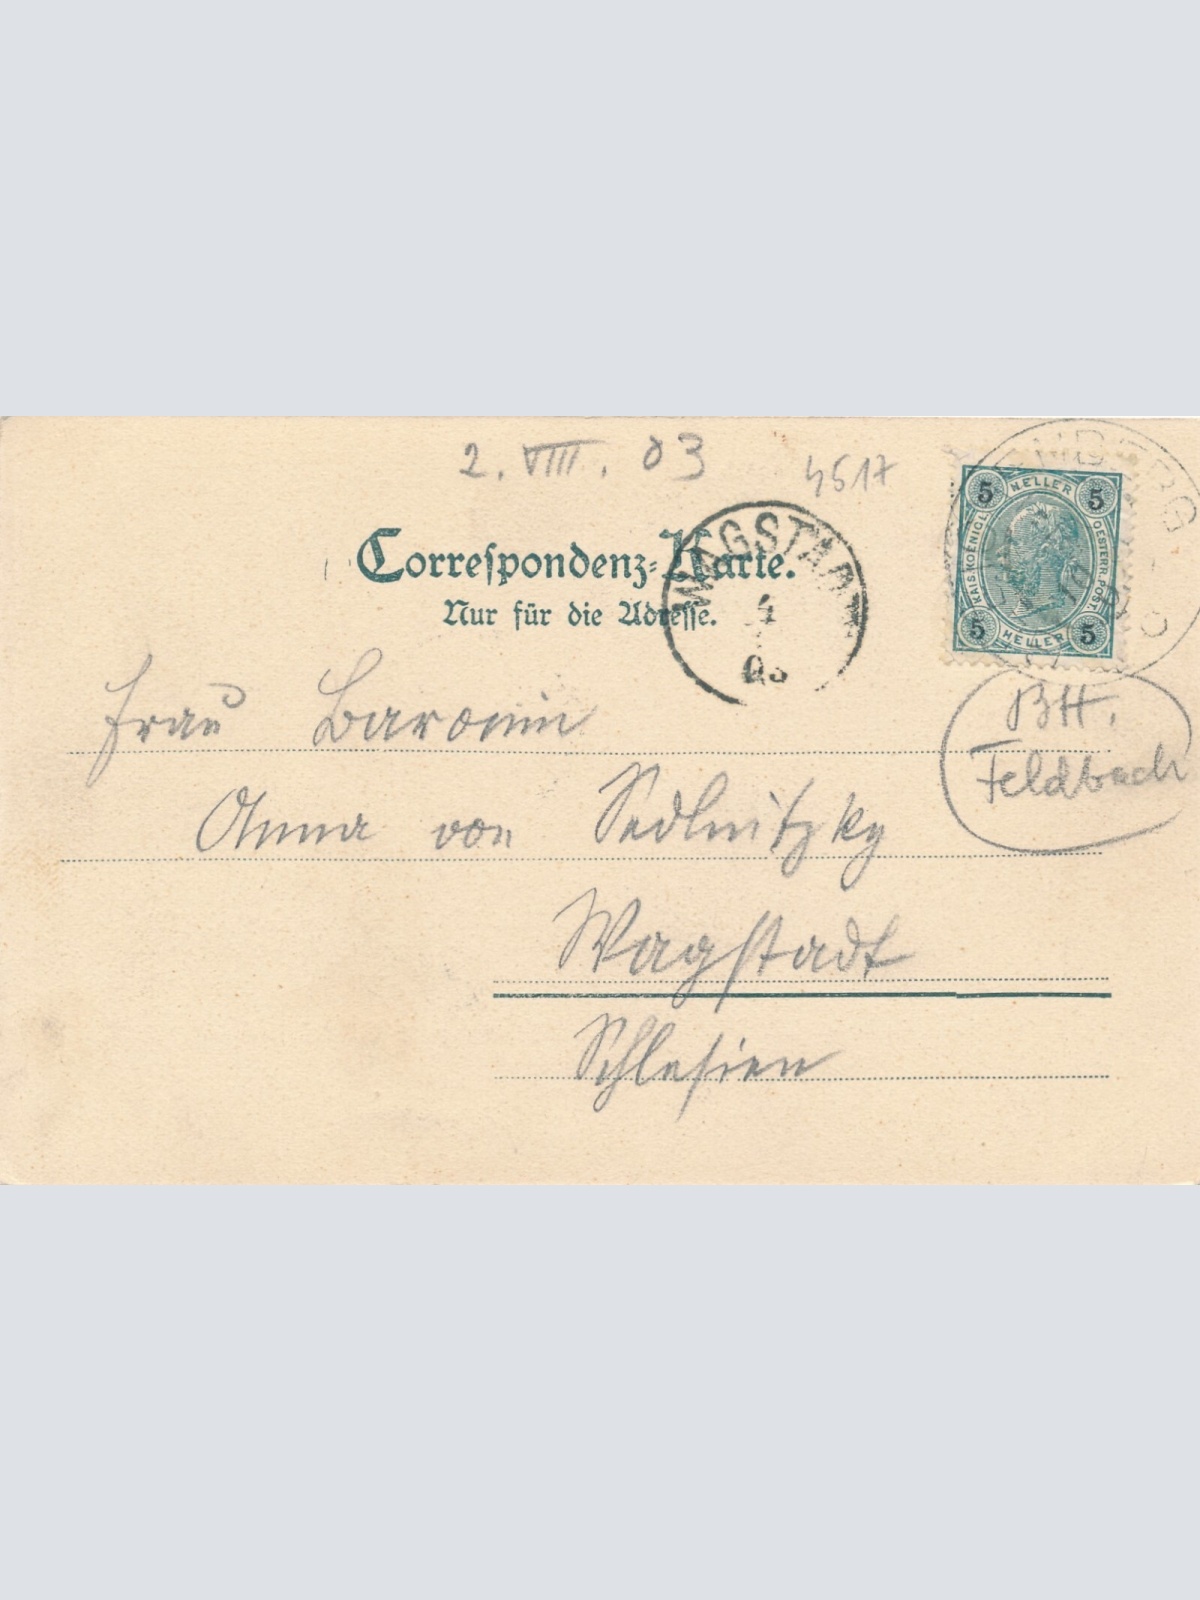 2. VIII. 03
4517
Correspondenz-Karte.
Nur für die Adresse.
WAGSTADT
4
03
5 HELLER 5
KAIS. KOENIGL. OESTERR. POST.
5 HELLER 5
BH.
Feldbach
Frau Baronin
Anna von Sedlnitzky
Wagstadt
Schlesien